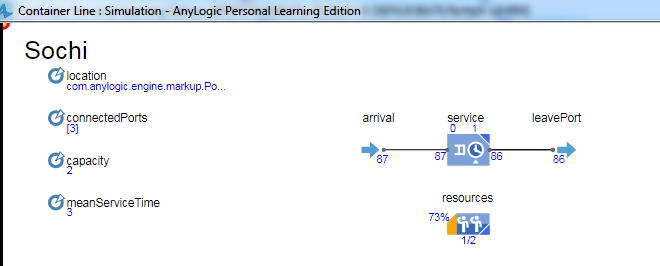 Container Line : Simulation - AnyLogic Personal Learning Edition
Sochi
location
com.anylogic.engine.markup.Po...
connectedPorts
[3]
capacity
2
meanServiceTime
3
arrival
service
leavePort
0 1
87
87
86
86
resources
73%
1/2